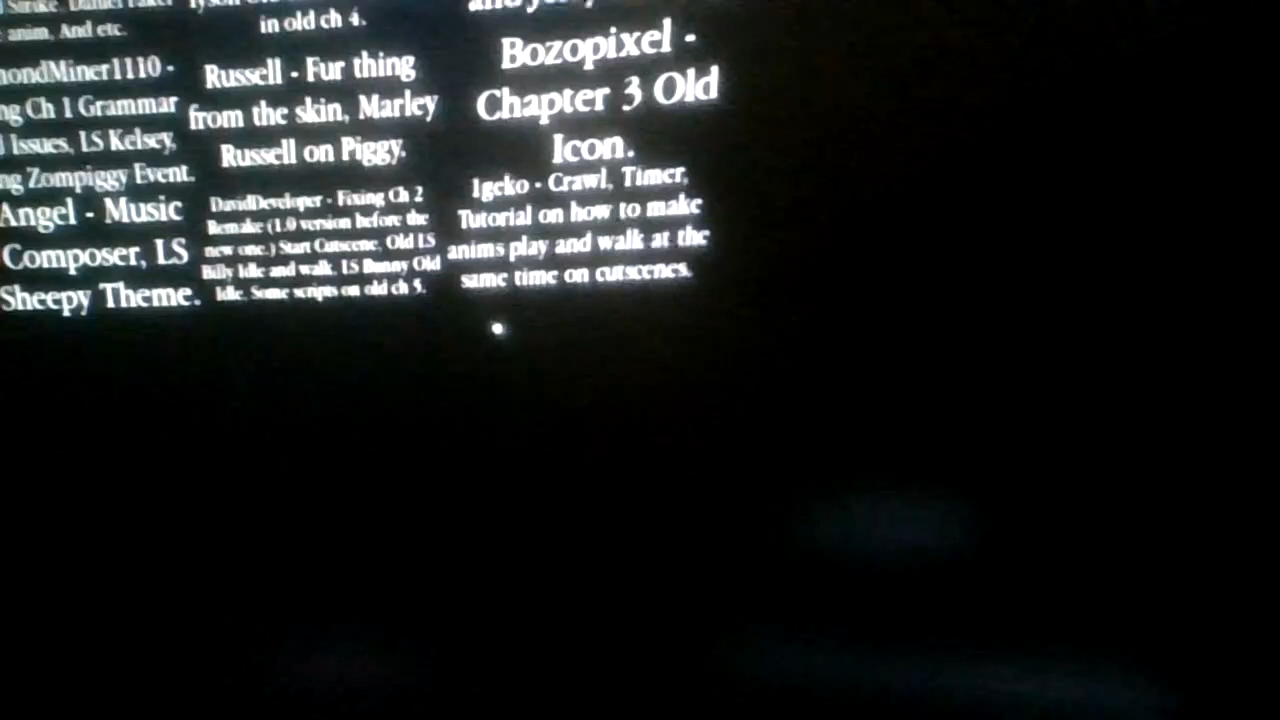 anim, And etc.
ondMiner1110 -
ng Ch 1 Grammar
Issues, LS Kelsey,
ng Zompiggy Event.
Angel - Music
Composer, LS
Sheepy Theme.
in old ch 4.
Russell - Fur thing
from the skin, Marley
Russell on Piggy.
DavidDeveloper - Fixing Ch 2
Remake (1.0 version before the
new one.) Start Cutscene, Old LS
Billy Idle and walk, LS Bunny Old
Idle. Some scripts on old ch 5.
Bozopixel -
Chapter 3 Old
Icon.
Igeko - Crawl, Timer,
Tutorial on how to make
anims play and walk at the
same time on cutscenes.